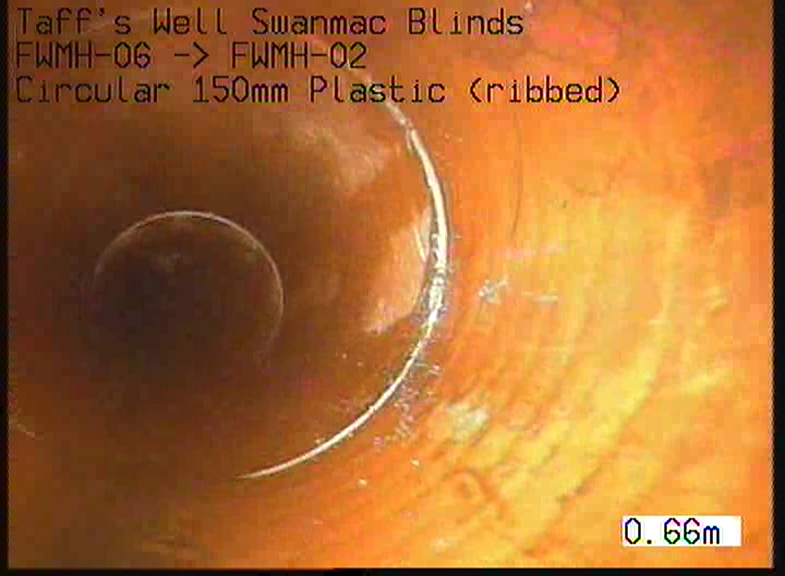 Taff's Well Swanmac Blinds
FWMH-06 -> FWMH-02
Circular 150mm Plastic (ribbed)
0.66m